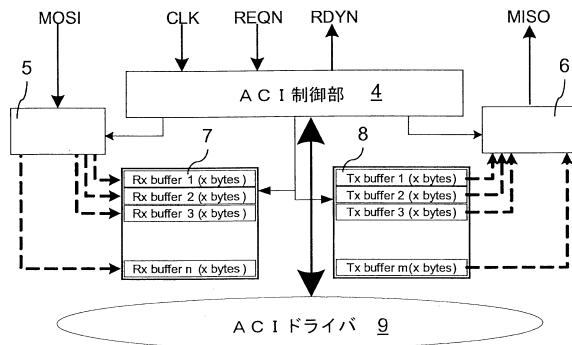 MOSI CLK REQN RDYN MISO
5
6
ACI制御部 4
7
8
Rx buffer 1 (x bytes)
Rx buffer 2 (x bytes)
Rx buffer 3 (x bytes)
Rx buffer n (x bytes)
Tx buffer 1 (x bytes)
Tx buffer 2 (x bytes)
Tx buffer 3 (x bytes)
Tx buffer m(x bytes)
ACIドライバ 9